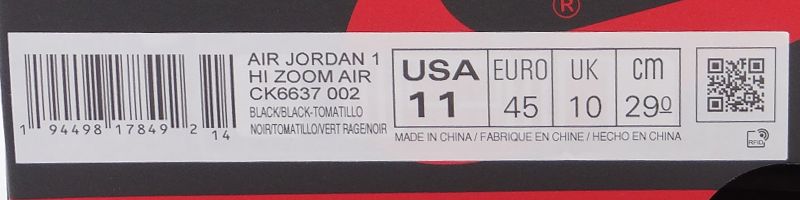 AIR JORDAN 1
HI ZOOM AIR
CK6637 002
BLACK/BLACK-TOMATILLO
NOIR/TOMATILLO/VERT RAGE/NOIR
1 94498 17849 2 14
USA EURO UK cm
11 45 10 29º
MADE IN CHINA / FABRIQUE EN CHINE / HECHO EN CHINA
RFID
®